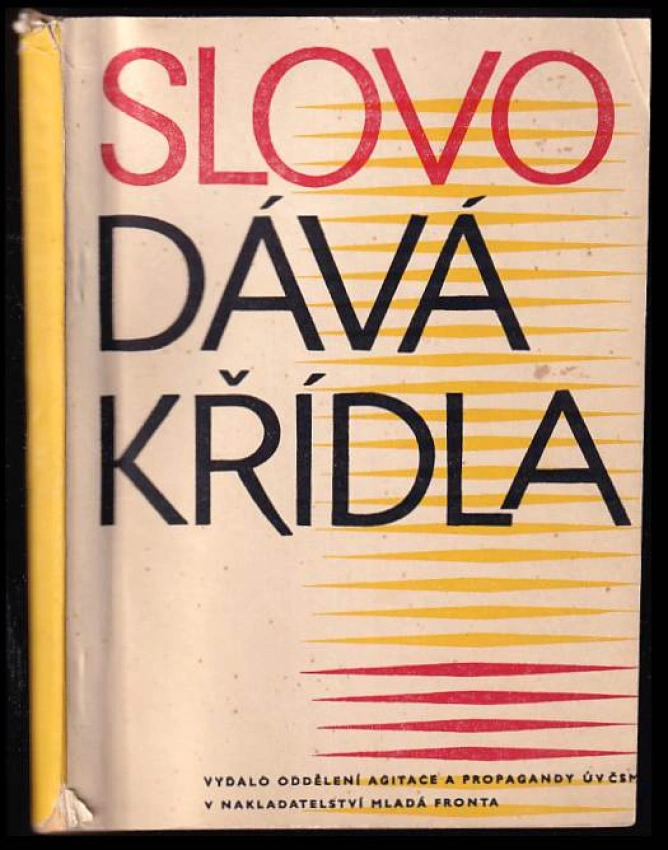 SLOVO
DÁVÁ
KŘÍDLA
VYDALO ODDĚLENÍ AGITACE A PROPAGANDY ÚV ČSM
V NAKLADATELSTVÍ MLADÁ FRONTA